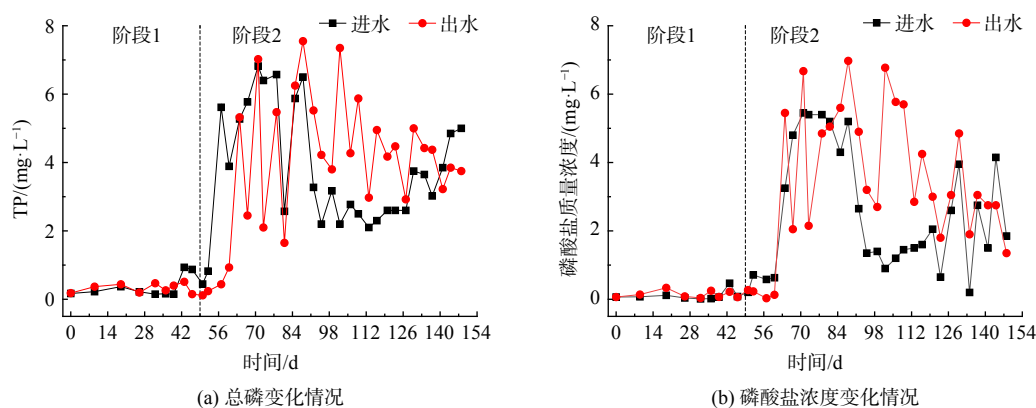 进水 出水
阶段1 阶段2
8
6
4
2
0
TP/(mg·L⁻¹)
0 14 28 42 56 70 84 98 112 126 140 154
时间/d
(a) 总磷变化情况
进水 出水
阶段1 阶段2
8
6
4
2
0
磷酸盐质量浓度/(mg·L⁻¹)
0 14 28 42 56 70 84 98 112 126 140 154
时间/d
(b) 磷酸盐浓度变化情况